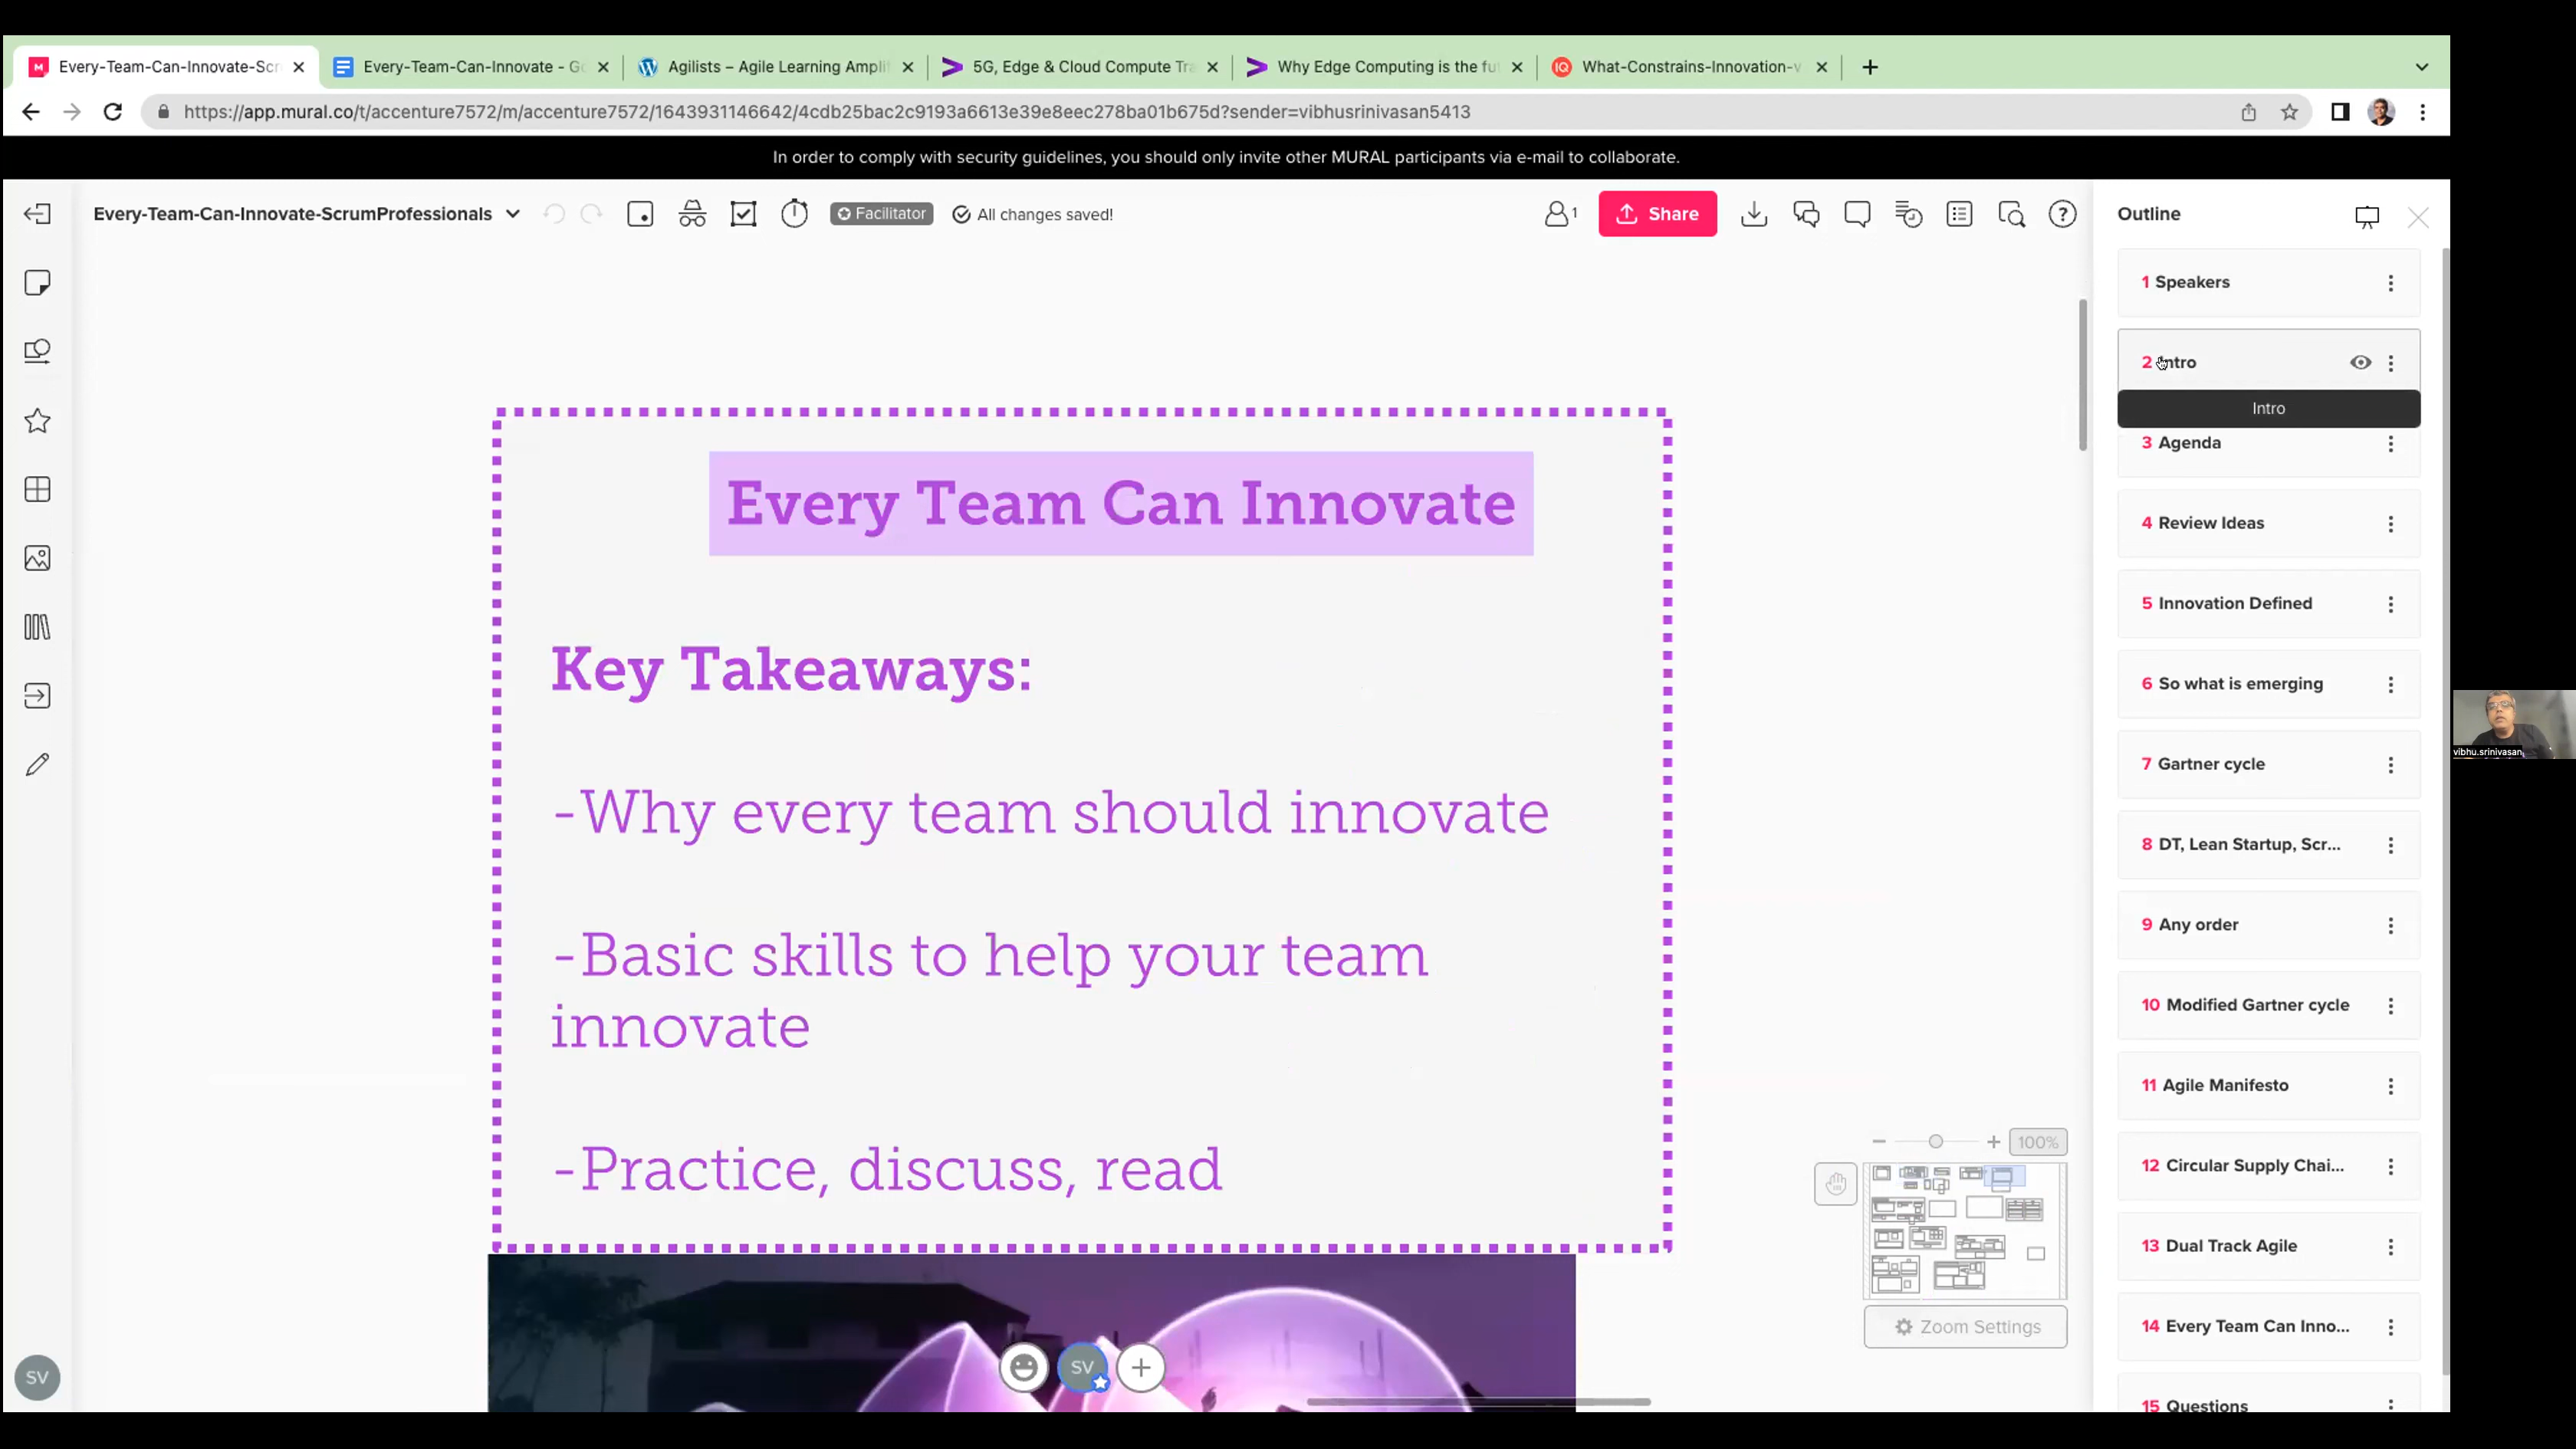 Every-Team-Can-Innovate-Scr
Every-Team-Can-Innovate - Go
Agilists – Agile Learning Ampli
5G, Edge & Cloud Compute Tra
Why Edge Computing is the fu
What-Constrains-Innovation-v
https://app.mural.co/t/accenture7572/m/accenture7572/1643931146642/4cdb25bac2c9193a6613e39e8eec278ba01b675d?sender=vibhusrinivasan5413
In order to comply with security guidelines, you should only invite other MURAL participants via e-mail to collaborate.
Every-Team-Can-Innovate-ScrumProfessionals
Facilitator
All changes saved!
1
Share
Outline
1 Speakers
2 Intro
Intro
3 Agenda
4 Review Ideas
5 Innovation Defined
6 So what is emerging
7 Gartner cycle
8 DT, Lean Startup, Scr...
9 Any order
10 Modified Gartner cycle
11 Agile Manifesto
12 Circular Supply Chai...
13 Dual Track Agile
14 Every Team Can Inno...
15 Questions
Every Team Can Innovate
Key Takeaways:
-Why every team should innovate
-Basic skills to help your team
innovate
-Practice, discuss, read
100%
Zoom Settings
SV
SV
vibhu.srinivasan